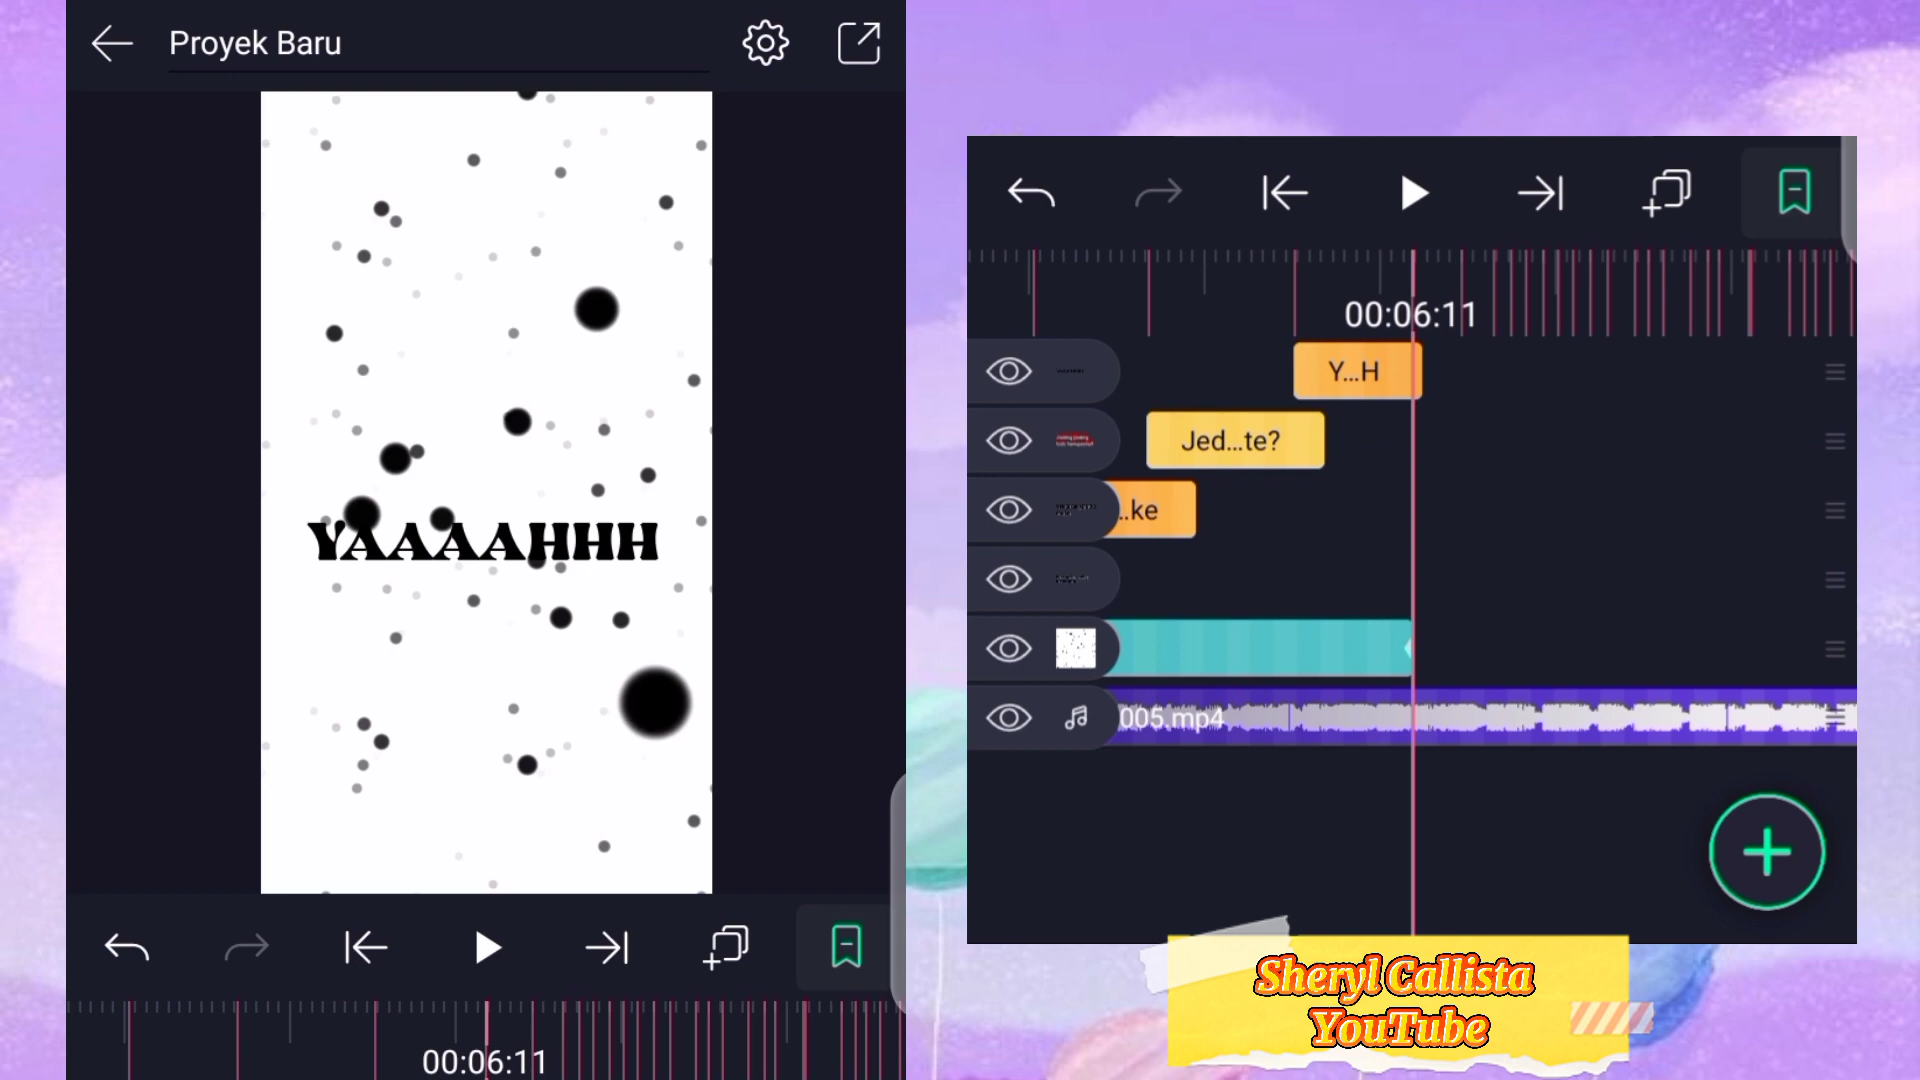 Proyek Baru
YAAAAHHH
00:06:11
00:06:11
Y...H
Jed...te?
..ke
005.mp4
Sheryl Callista
YouTube